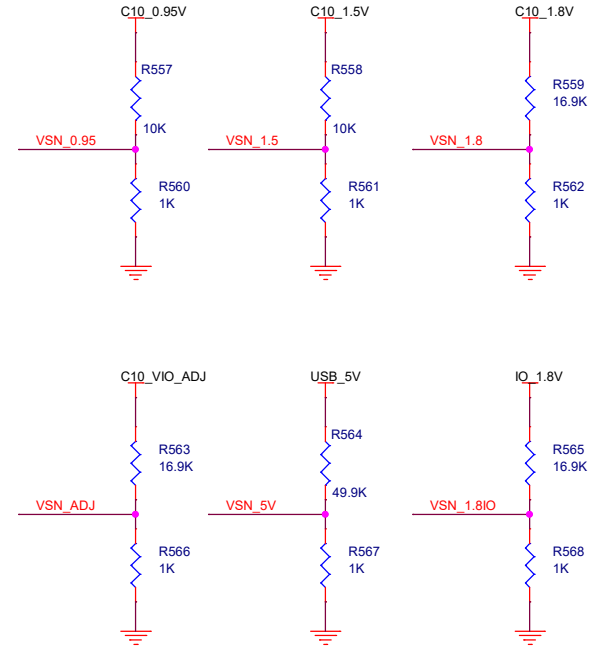 C10_0.95V
C10_1.5V
C10_1.8V
R557
R558
R559
16.9K
10K
10K
VSN_0.95
VSN_1.5
VSN_1.8
R560
1K
R561
1K
R562
1K
C10_VIO_ADJ
USB_5V
IO_1.8V
R563
16.9K
R564
R565
16.9K
49.9K
VSN_ADJ
VSN_5V
VSN_1.8IO
R566
1K
R567
1K
R568
1K